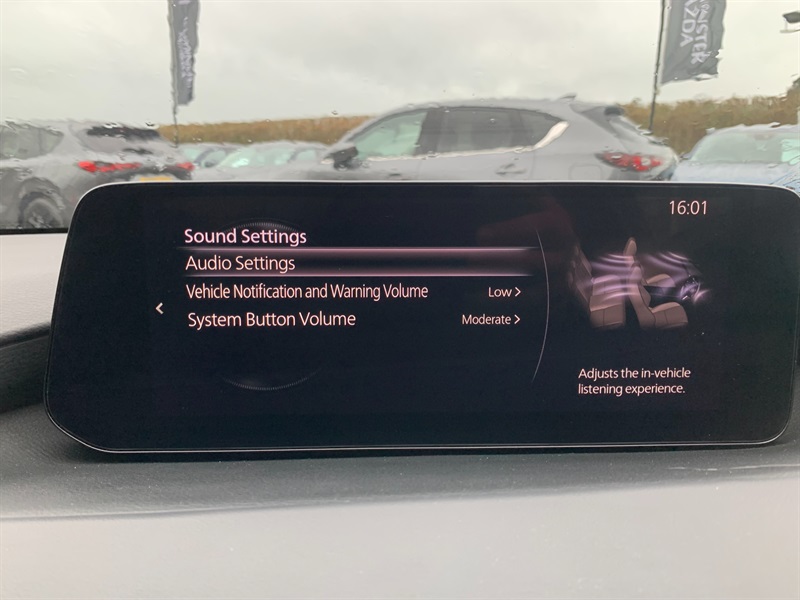 16:01
Sound Settings
Audio Settings
Vehicle Notification and Warning Volume Low
System Button Volume Moderate
Adjusts the in-vehicle
listening experience.
MAZDA